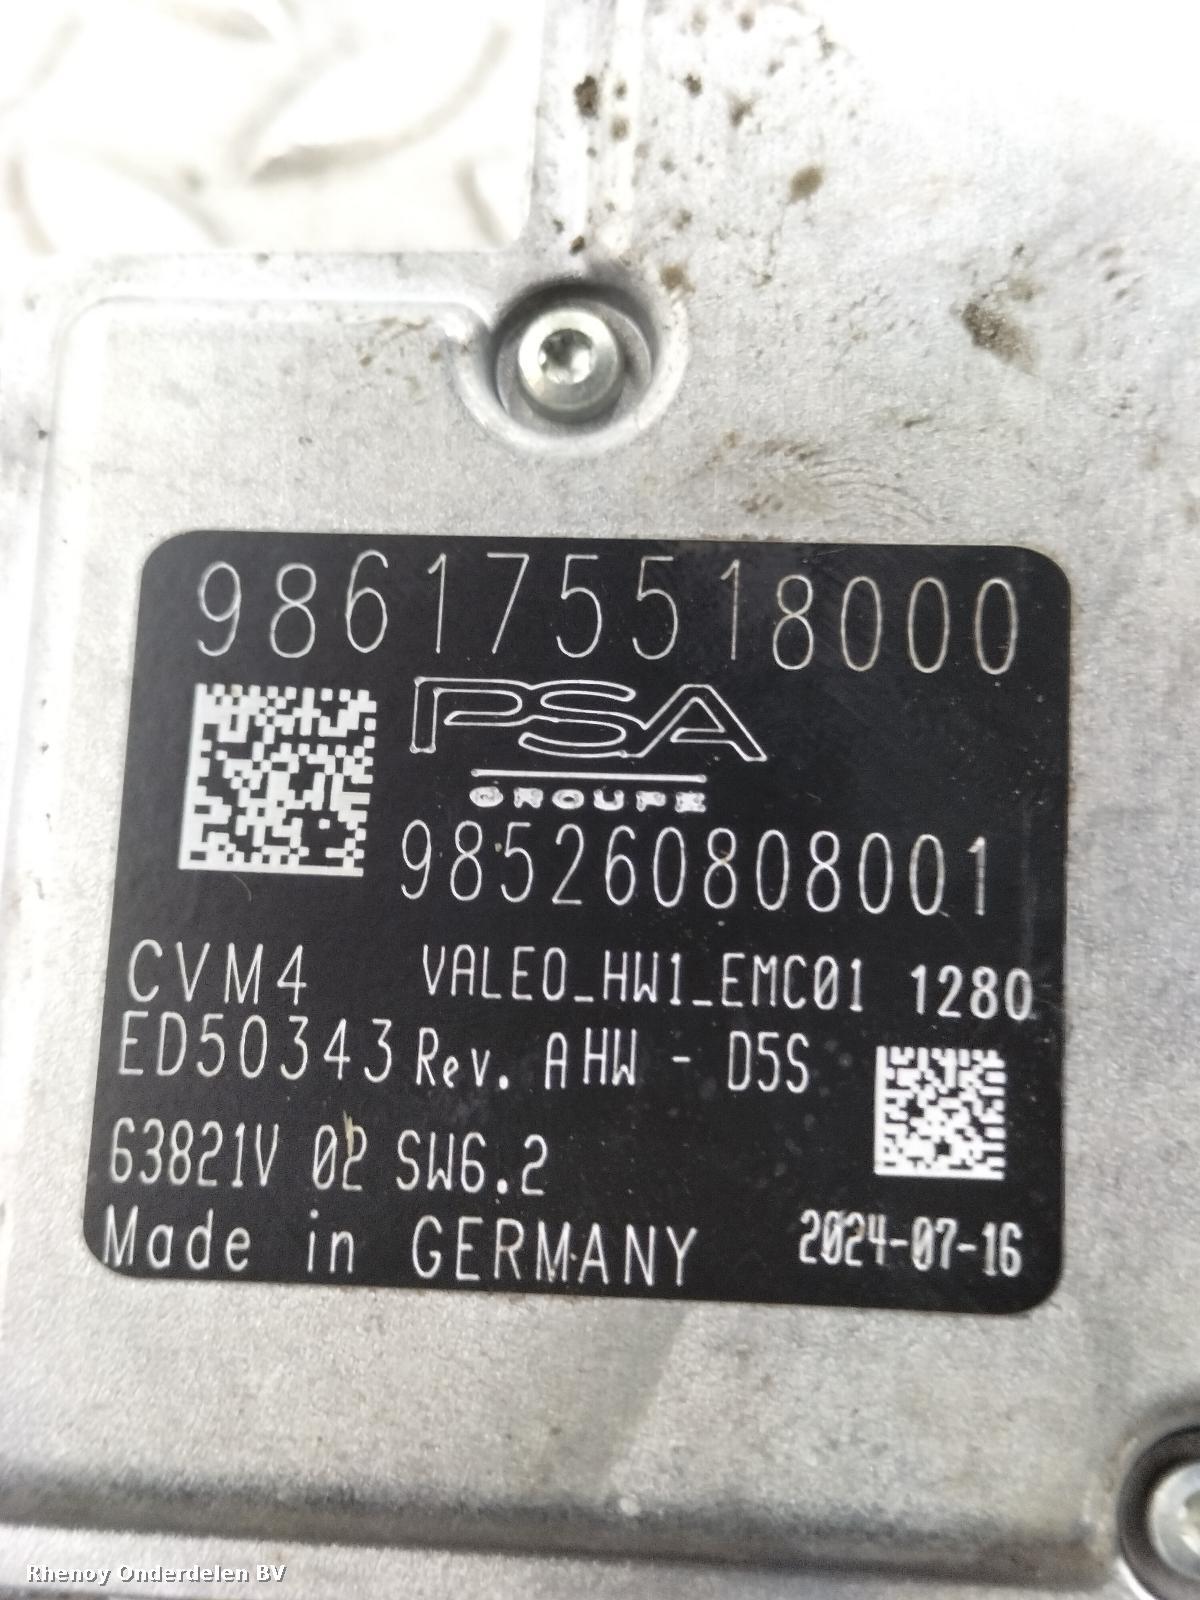 986175518000
PSA
GROUPE
985260808001
CVM4 VALEO_HW1_EMC01 1280
ED50343 Rev. A HW - D5S
63821V 02 SW6.2
Made in GERMANY 2024-07-16
Rhenoy Onderdelen BV